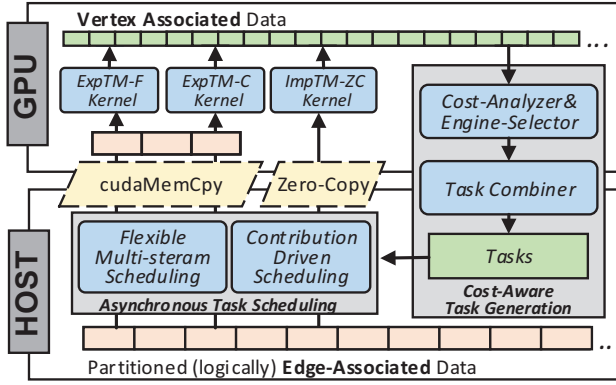 Vertex Associated Data
...
GPU
ExpTM-F
Kernel
ExpTM-C
Kernel
ImpTM-ZC
Kernel
Cost-Analyzer&
Engine-Selector
cudaMemCpy
Zero-Copy
Task Combiner
HOST
Flexible
Multi-steram
Scheduling
Contribution
Driven
Scheduling
Tasks
Asynchronous Task Scheduling
Cost-Aware
Task Generation
..
Partitioned (logically) Edge-Associated Data